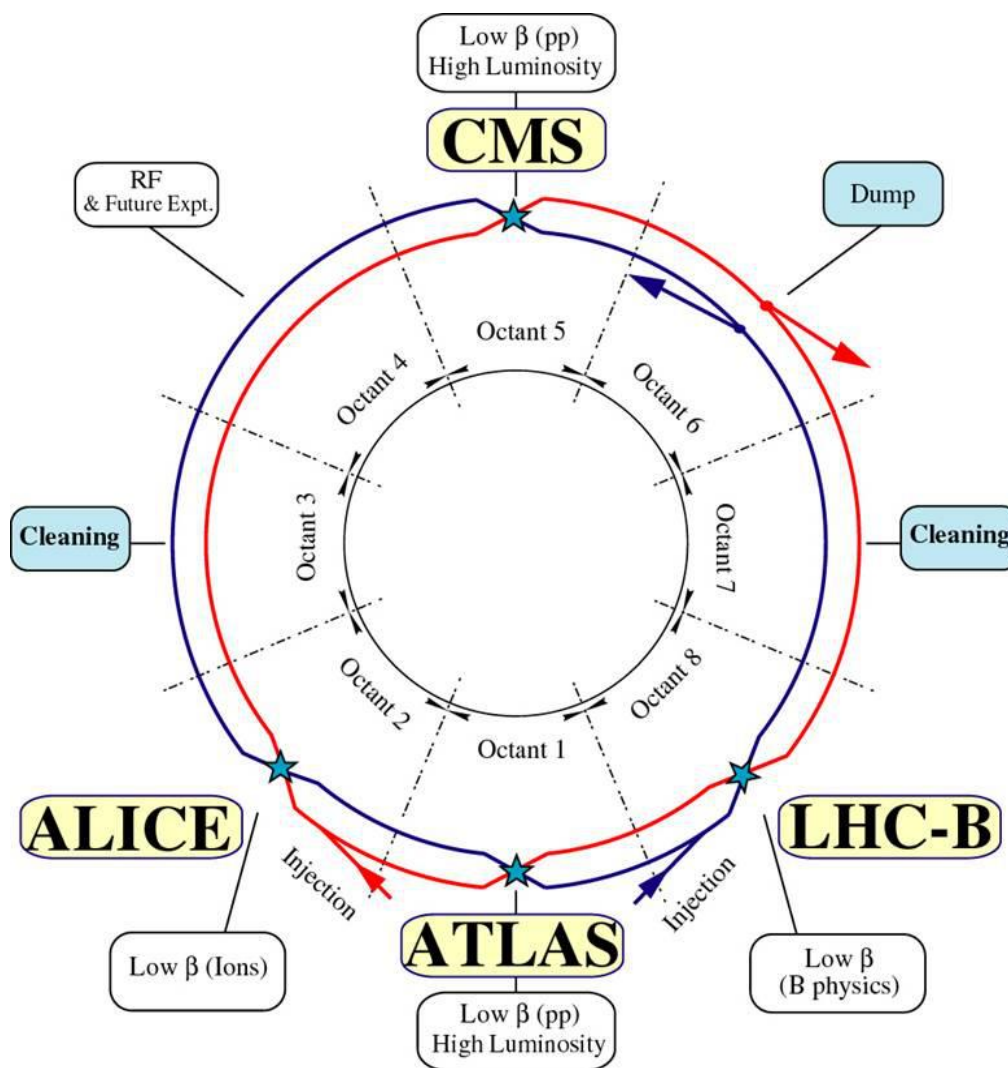 Low β (pp)
High Luminosity
CMS
RF
& Future Expt.
Dump
Octant 5
Octant 4
Octant 6
Cleaning
Octant 3
Octant 7
Cleaning
Octant 2
Octant 8
Octant 1
ALICE
LHC-B
Injection
Injection
ATLAS
Low β (Ions)
Low β
(B physics)
Low β (pp)
High Luminosity